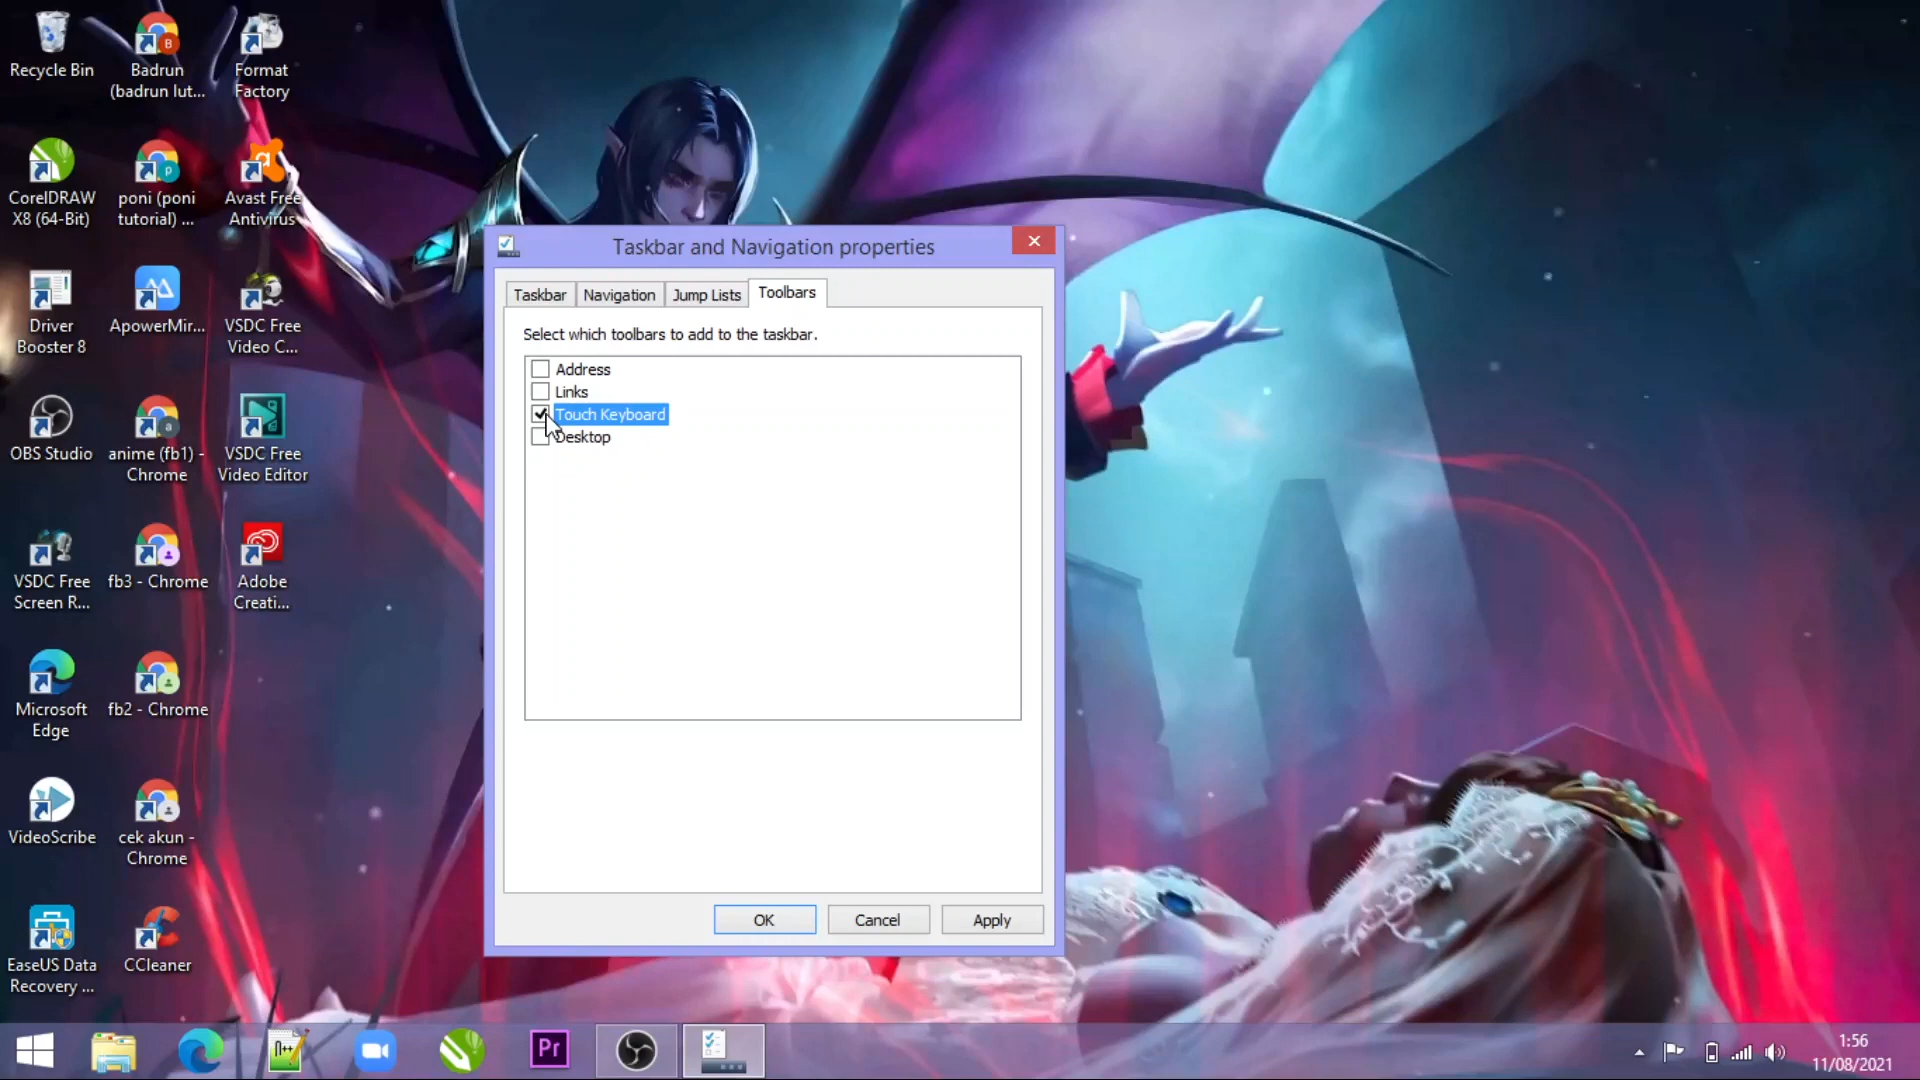 Recycle Bin
Badrun
(badrun lut...
Format
Factory
CorelDRAW
X8 (64-Bit)
poni (poni
tutorial) ...
Avast Free
Antivirus
Driver
Booster 8
ApowerMir...
VSDC Free
Video C...
OBS Studio
anime (fb1) -
Chrome
VSDC Free
Video Editor
VSDC Free
Screen R...
fb3 - Chrome
Adobe
Creati...
Microsoft
Edge
fb2 - Chrome
VideoScribe
cek akun -
Chrome
EaseUS Data
Recovery ...
CCleaner
Taskbar and Navigation properties
Taskbar
Navigation
Jump Lists
Toolbars
Select which toolbars to add to the taskbar.
Address
Links
Touch Keyboard
Desktop
OK
Cancel
Apply
n++
Pr
1:56
11/08/2021